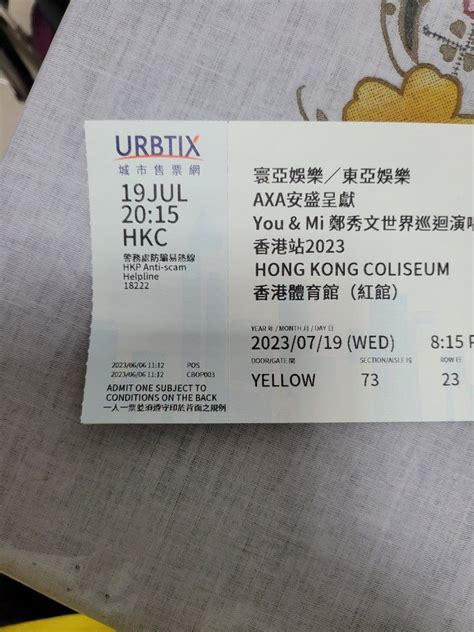 URBTIX
城市售票網
19JUL
20:15
HKC
警務處防騙易熱線
HKP Anti-scam
Helpline
18222
2023/06/06 11:12 POS
2023/06/06 11:12 CBOP003
ADMIT ONE SUBJECT TO
CONDITIONS ON THE BACK
一人一票並須遵守印於背面之規例
寰亞娛樂／東亞娛樂
AXA安盛呈獻
You & Mi 鄭秀文世界巡迴演唱
香港站2023
HONG KONG COLISEUM
香港體育館（紅館）
YEAR 年 / MONTH 月 / DAY 日
2023/07/19 (WED) 8:15 P
DOOR/GATE 閘 SECTION/AISLE 段 ROW 行
YELLOW 73 23